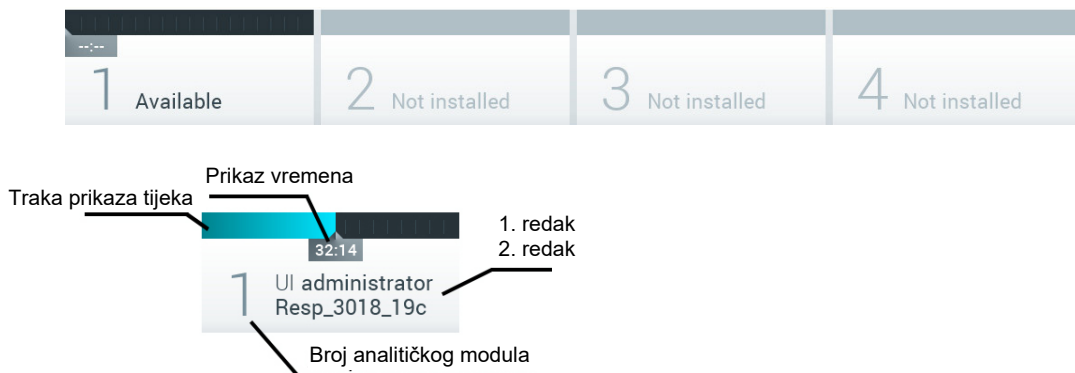 --:--
1 Available
2 Not installed
3 Not installed
4 Not installed
Prikaz vremena
Traka prikaza tijeka
1. redak
2. redak
32:14
1 UI administrator
Resp_3018_19c
Broj analitičkog modula